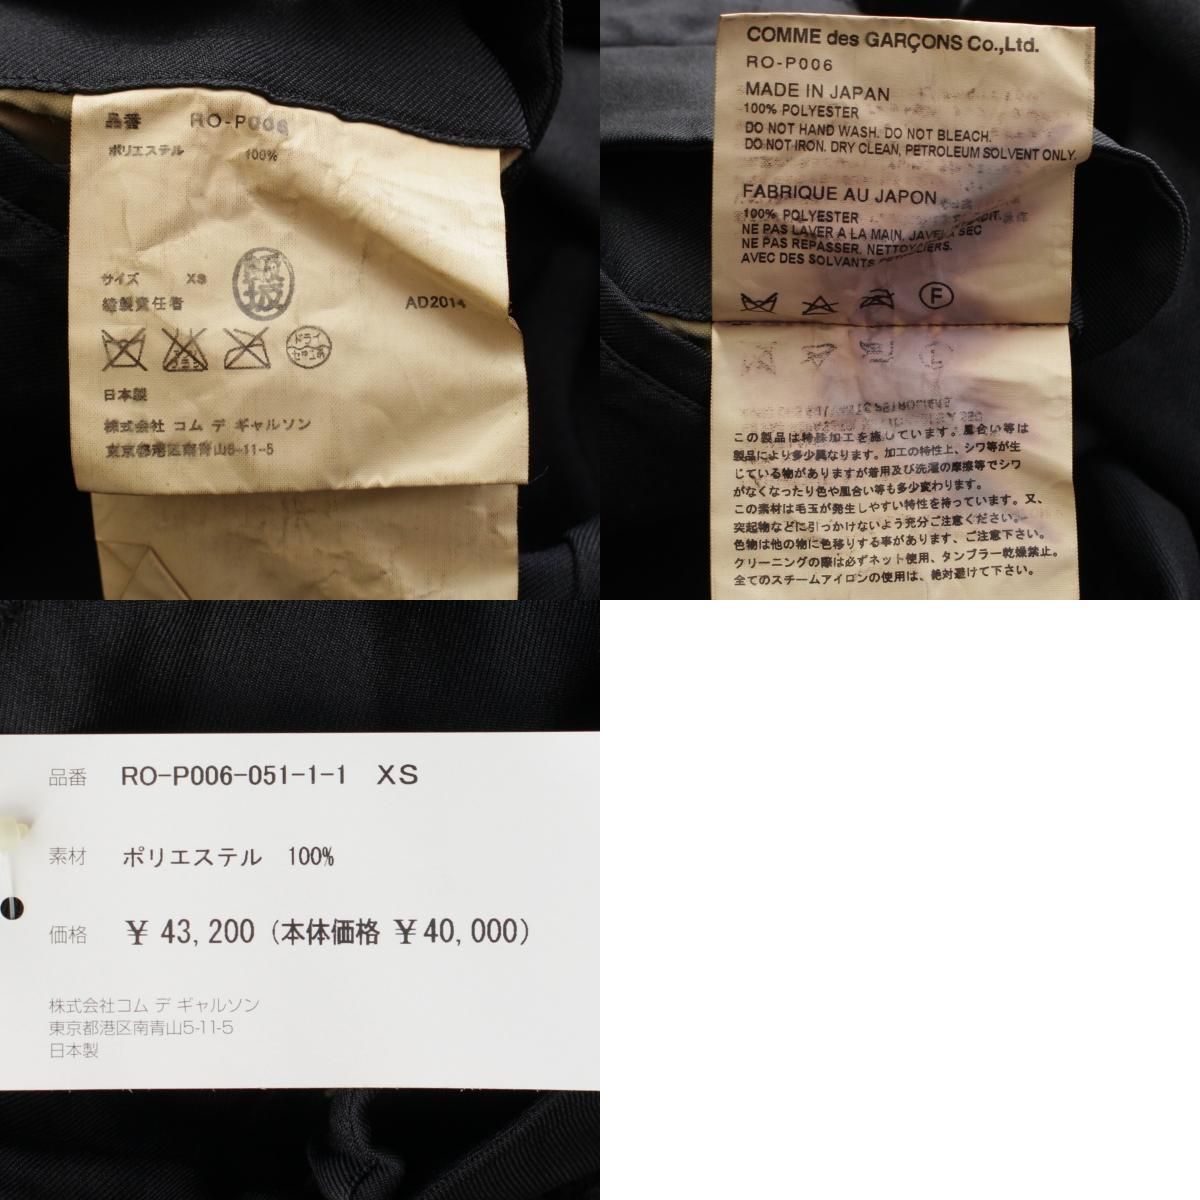 品番 RO-P006
ポリエステル 100%
サイズ XS
縫製責任者
AD2014
ドライ
セキユ系
日本製
株式会社 コム デ ギャルソン
東京都港区南青山5-11-5
COMME des GARÇONS Co.,Ltd.
RO-P006
MADE IN JAPAN
100% POLYESTER
DO NOT HAND WASH. DO NOT BLEACH.
DO NOT IRON. DRY CLEAN, PETROLEUM SOLVENT ONLY.
FABRIQUE AU JAPON
100% POLYESTER
NE PAS LAVER A LA MAIN,
NE PAS REPASSER.
AVEC DES SOLVANTS
F
この製品は特殊加工を施しています。風合い等は
製品により多少異なります。加工の特性上、シワ等が生
じている物がありますが着用及び洗濯の摩擦等でシワ
がなくなったり色や風合い等も多少変わります。
この素材は毛玉が発生しやすい特性を持っています。又、
突起物などに引っかけないよう充分ご注意ください。
色物は他の物に色移りする事があります、ご注意下さい。
クリーニングの際は必ずネット使用、タンブラー乾燥禁止。
全てのスチームアイロンの使用は、絶対避けて下さい。
品番 RO-P006-051-1-1 XS
素材 ポリエステル 100%
価格 ¥ 43,200 (本体価格 ¥40,000)
株式会社コム デ ギャルソン
東京都港区南青山5-11-5
日本製